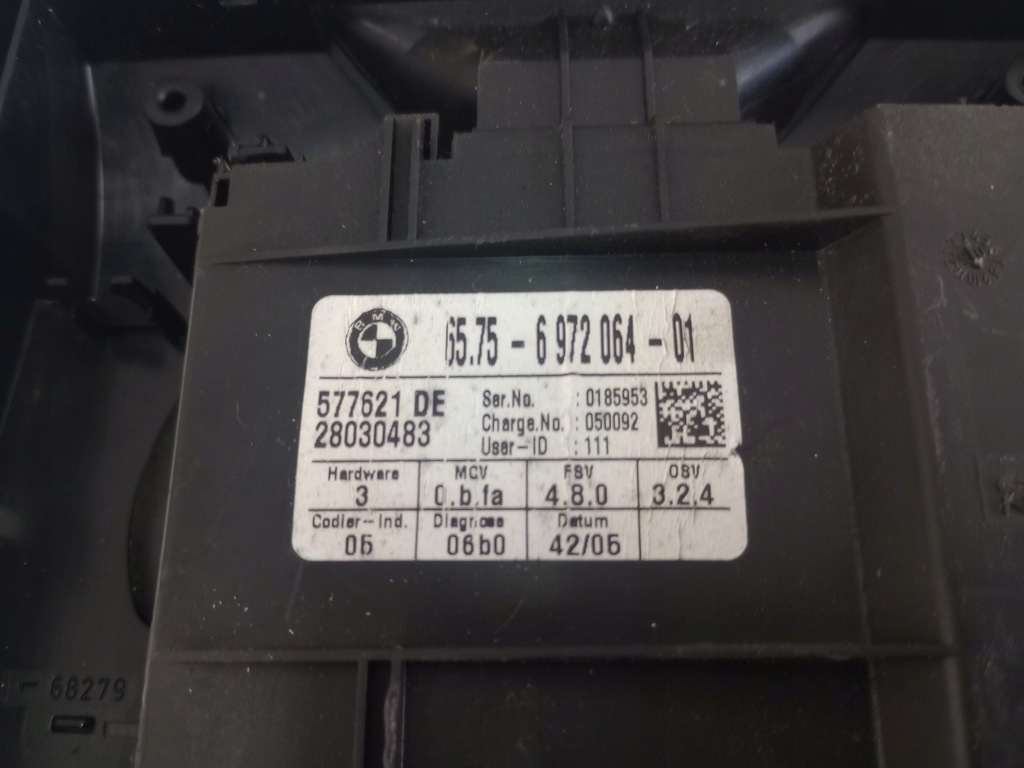 BMW
65.75 - 6 972 064 - 01
577621 DE
28030483
Ser.No. : 0185953
Charge.No. : 050092
User-ID : 111
Hardware MCV FSV OSV
3 0.b.fa 4.8.0 3.2.4
Codier-Ind. Diagnose Datum
05 06b0 42/05
68279